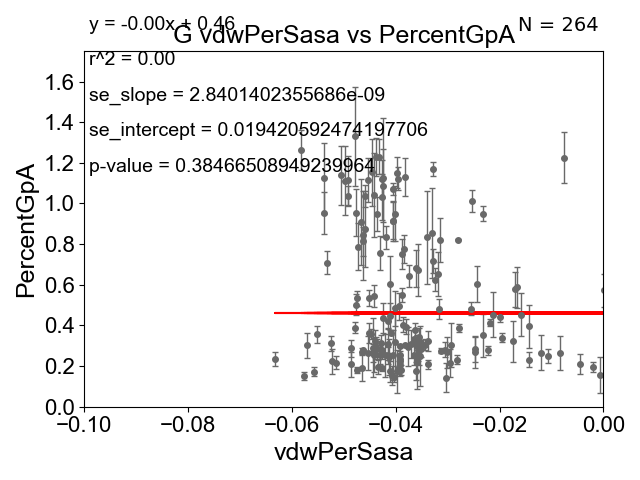 y = -0.00x + 0.46
N = 264
G vdwPerSasa vs PercentGpA
r^2 = 0.00
se_slope = 2.8401402355686e-09
se_intercept = 0.019420592474197706
p-value = 0.38466508949239964
PercentGpA
1.6
1.4
1.2
1.0
0.8
0.6
0.4
0.2
0.0
−0.10
−0.08
−0.06
−0.04
−0.02
0.00
vdwPerSasa